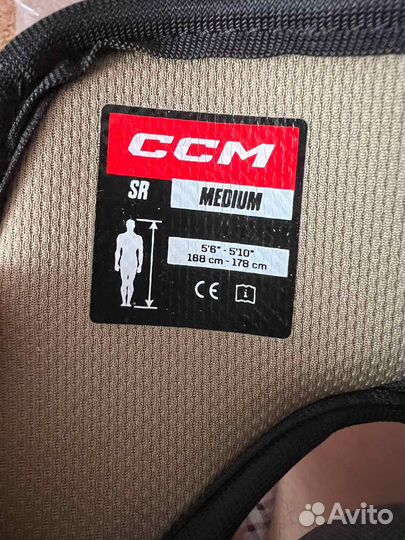 CCM
SR MEDIUM
5'6" - 5'10"
168 cm - 178 cm
CE i
Avito